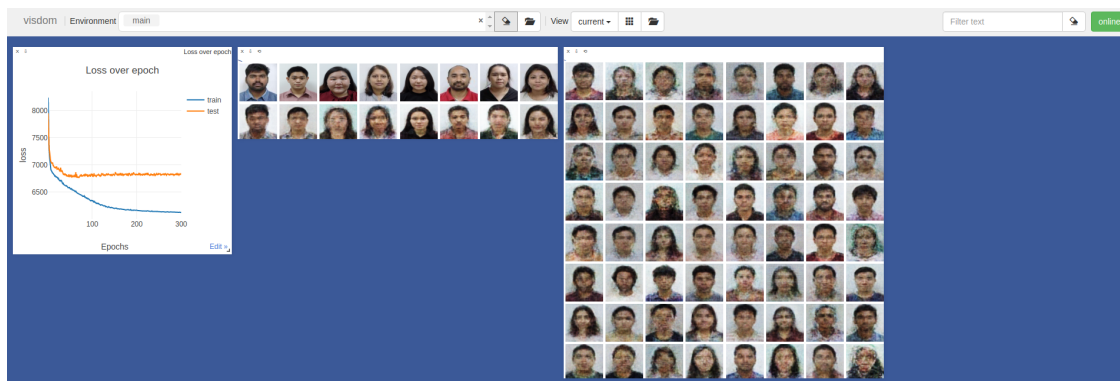 visdom Environment main × View current Filter text online
Loss over epoch
Loss over epoch
train
test
8000
7500
7000
6500
loss
100 200 300
Epochs
Edit »